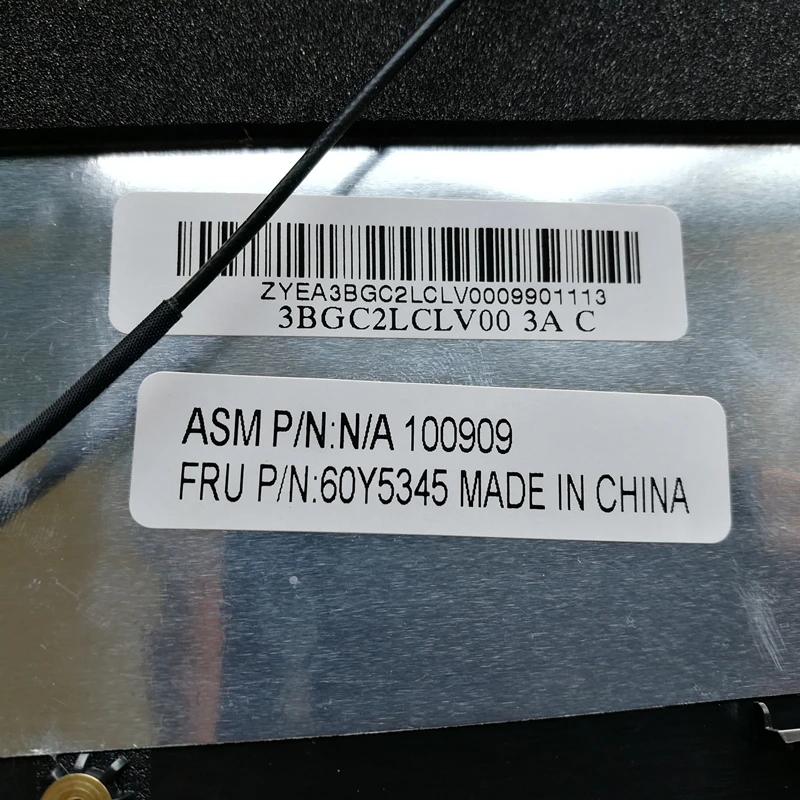 ZYEA3BGC2LCLV0009901113
3BGC2LCLV00 3A C
ASM P/N:N/A 100909
FRU P/N:60Y5345 MADE IN CHINA